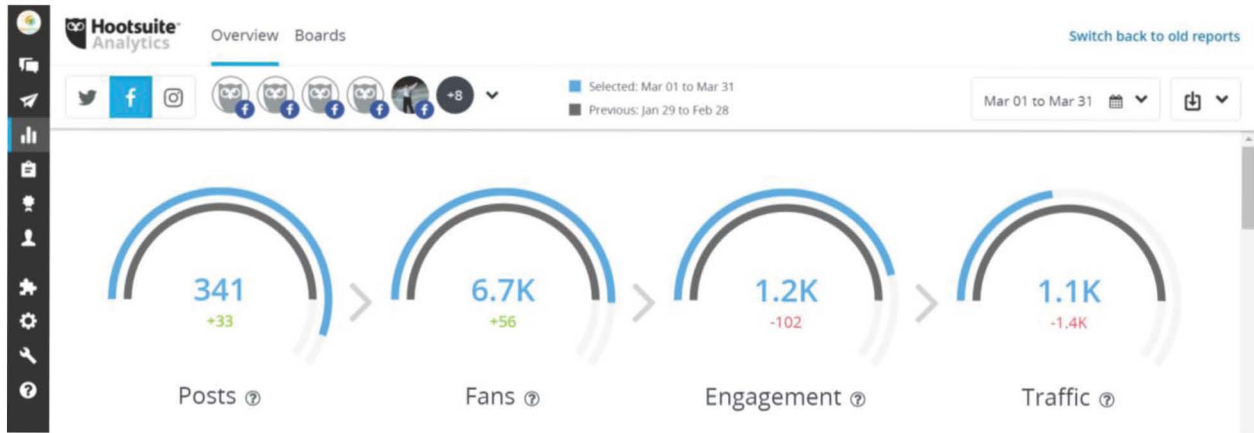 Hootsuite™
Analytics
Overview Boards
Switch back to old reports
+8
Selected: Mar 01 to Mar 31
Previous: Jan 29 to Feb 28
Mar 01 to Mar 31
341
+33
Posts ?
6.7K
+56
Fans ?
1.2K
-102
Engagement ?
1.1K
-1.4K
Traffic ?